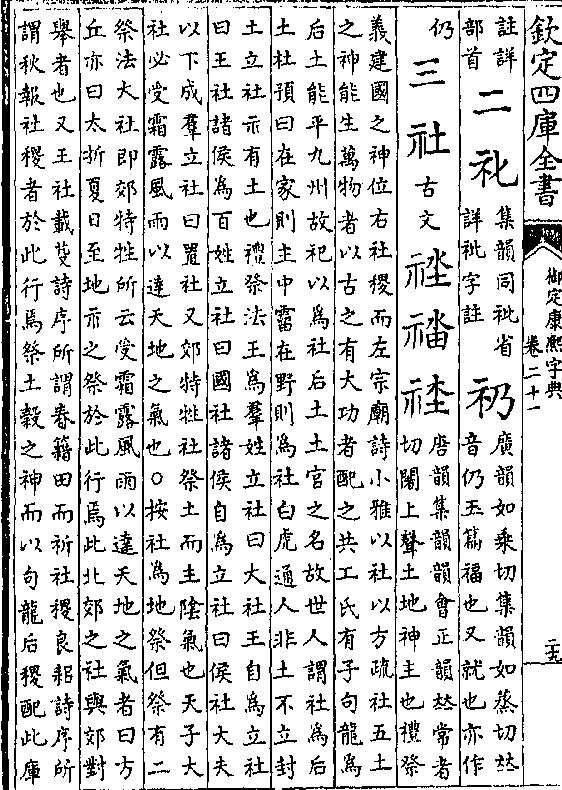 欽定四庫全書
御定康熙字典
卷二十一
註詳
部首
二
集韻同祇省
詳祇字註
礽
廣韻如乘切集韻如蒸切𠀤
音仍玉篇福也又就也亦作
仍
三
社
古文
唐韻集韻韻會正韻𠀤常者
切闍上聲土地神主也禮祭
義建國之神位右社稷而左宗廟詩小雅以社以方疏社五土
之神能生萬物者以古之有大功者配之共工氏有子句龍爲
后土能平九州故祀以爲社后土土官之名故世人謂社爲后
土杜預曰在家則主中霤在野則爲社白虎通人非土不立封
土立社示有土也禮祭法王爲羣姓立社曰大社王自爲立社
曰王社諸侯爲百姓立社曰國社諸侯自爲立社曰侯社大夫
以下成羣立社曰置社又郊特牲社祭土而主陰氣也天子大
社必受霜露風雨以達天地之氣也○按社爲地祭但祭有二
祭法大社即郊特牲所云受霜露風雨以達天地之氣者曰方
丘亦曰太折夏日至地示之祭於此行焉此北郊之社與郊對
舉者也又王社載芟詩序所謂春籍田而祈社稷良耜詩序所
謂秋報社稷者於此行焉祭土穀之神而以句龍后稷配此庫